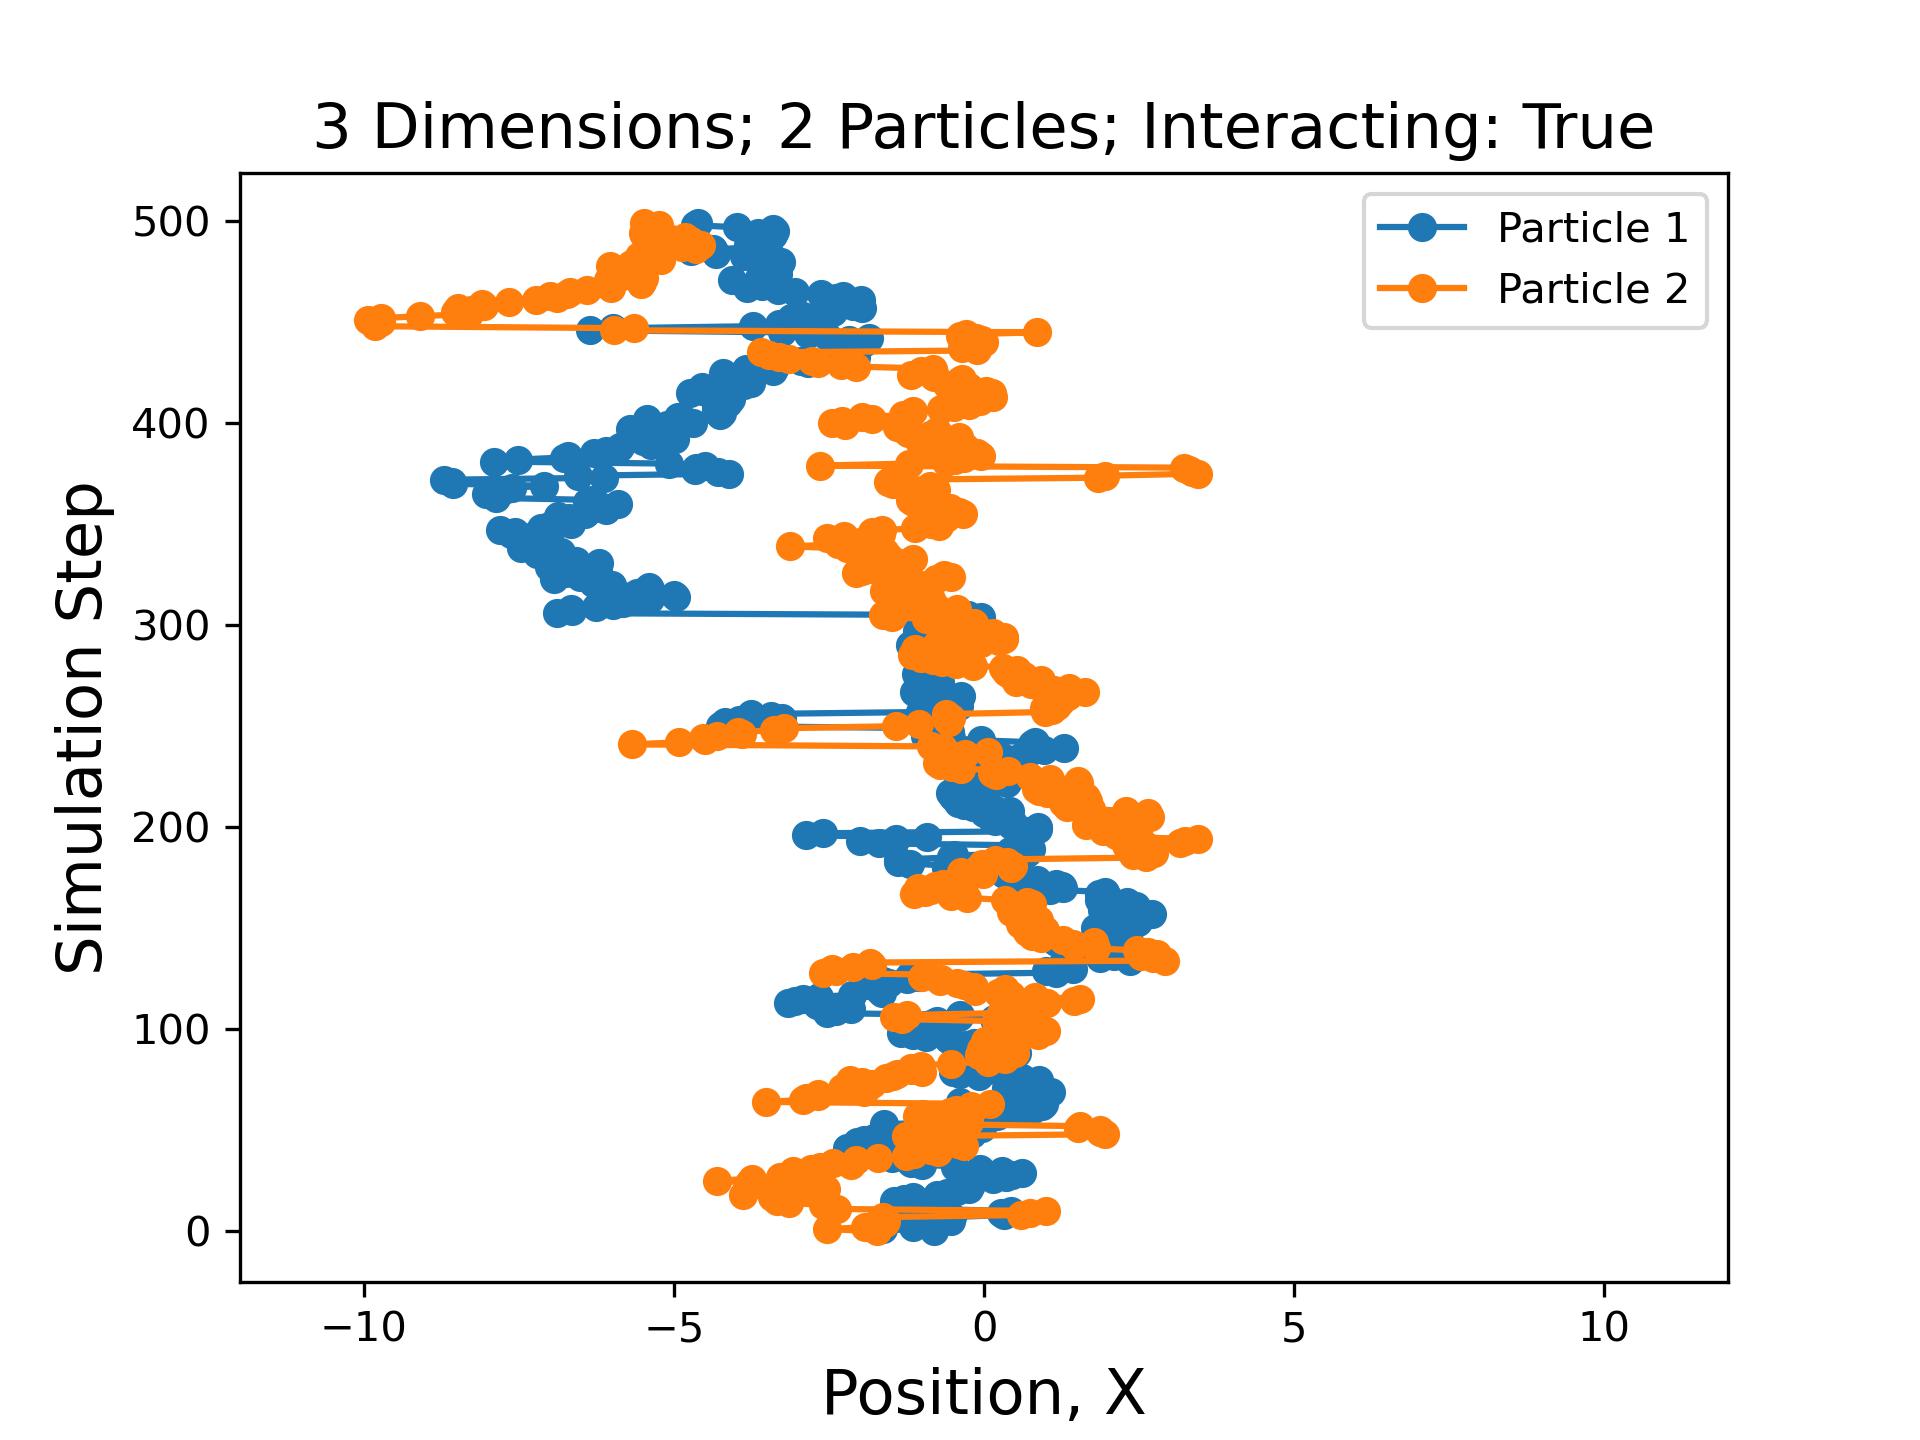 3 Dimensions; 2 Particles; Interacting: True
Particle 1
Particle 2
Simulation Step
500
400
300
200
100
0
−10
−5
0
5
10
Position, X